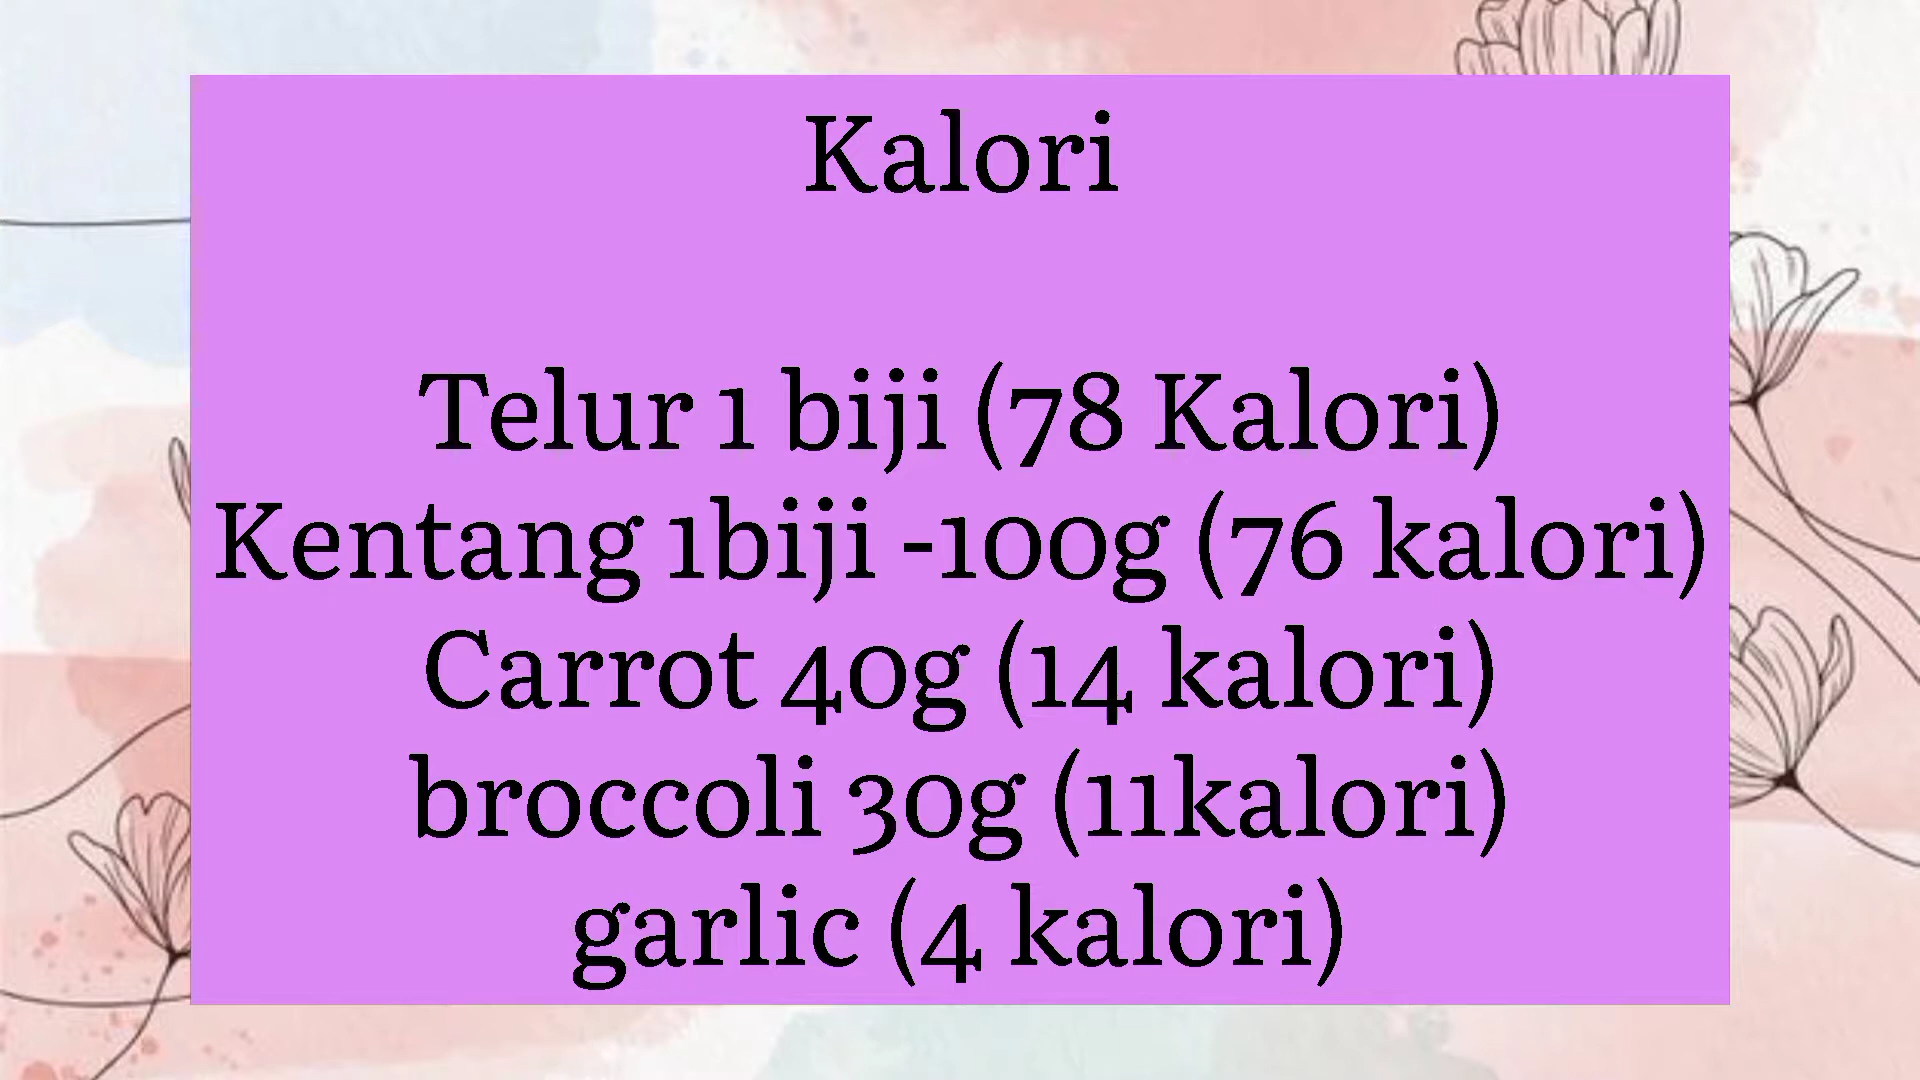 Kalori
Telur 1 biji (78 Kalori)
Kentang 1biji -100g (76 kalori)
Carrot 40g (14 kalori)
broccoli 30g (11kalori)
garlic (4 kalori)